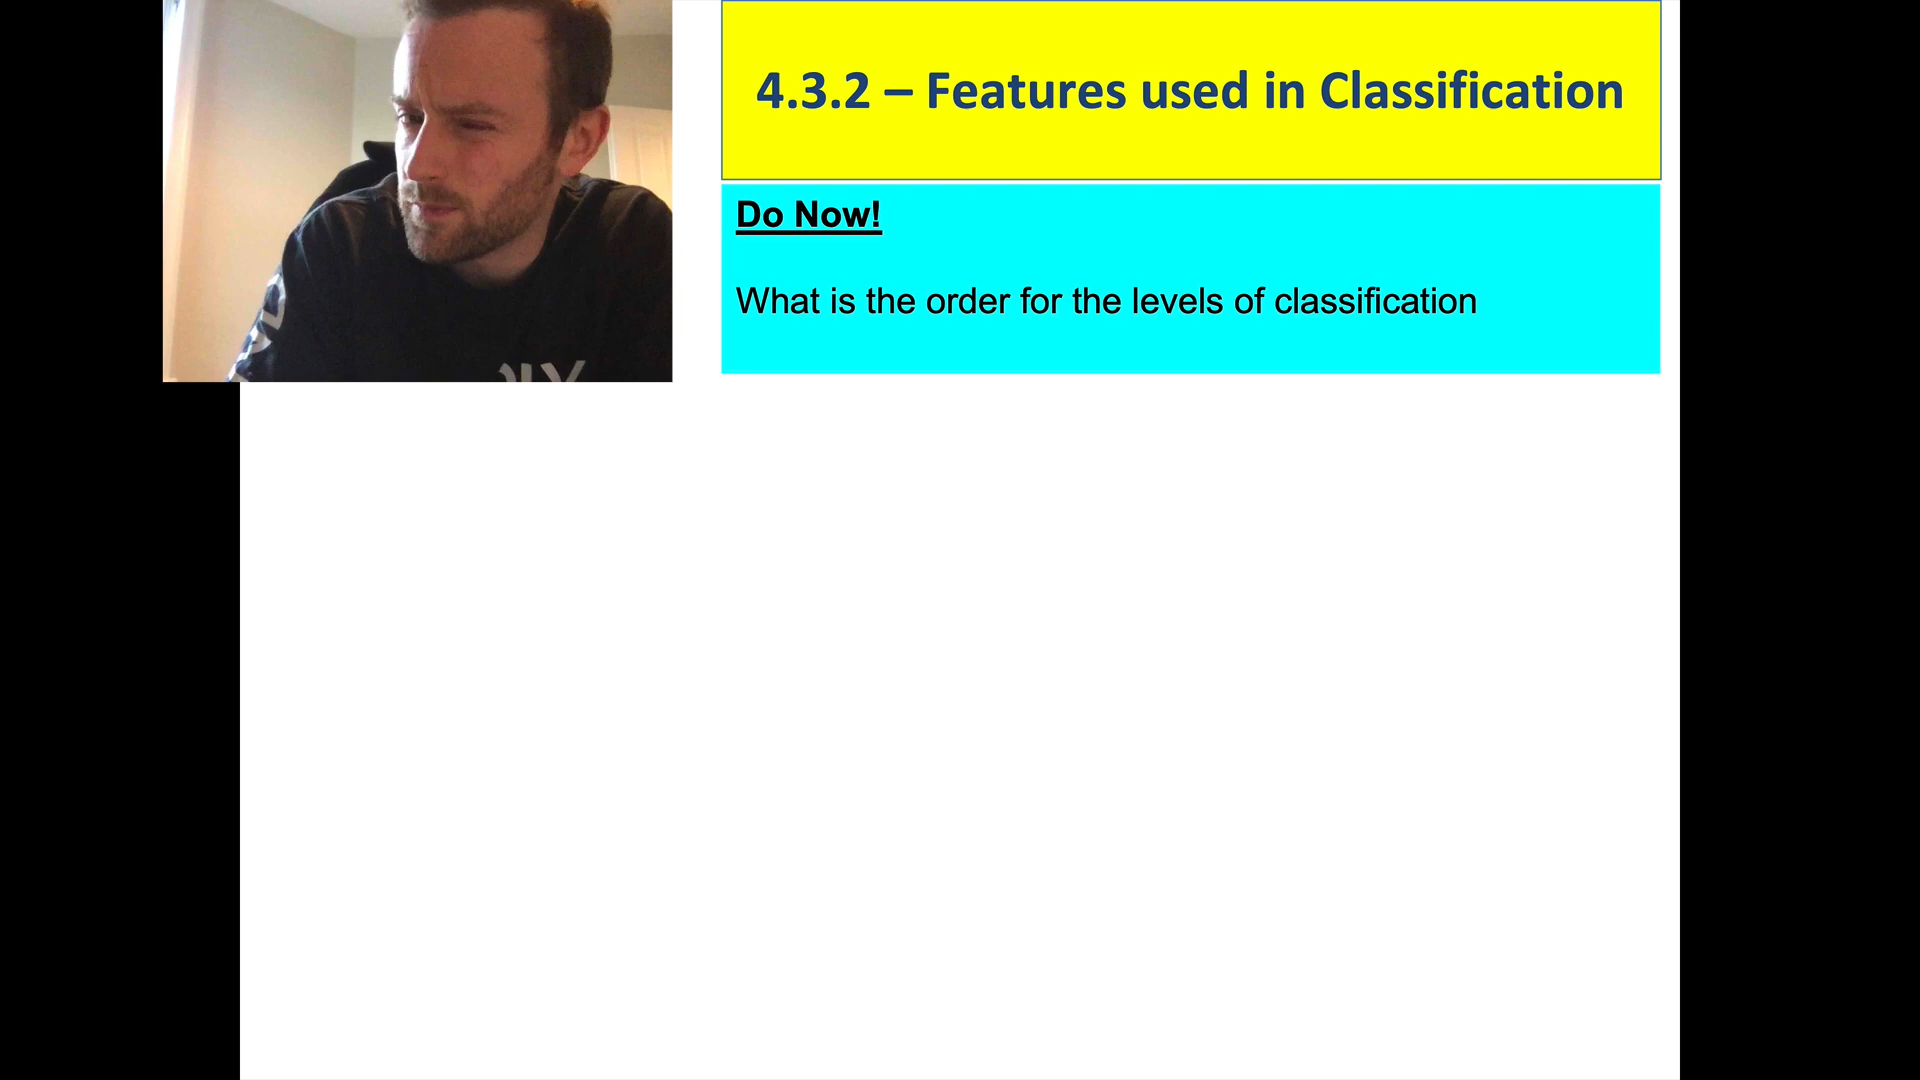 4.3.2 – Features used in Classification
Do Now!
What is the order for the levels of classification